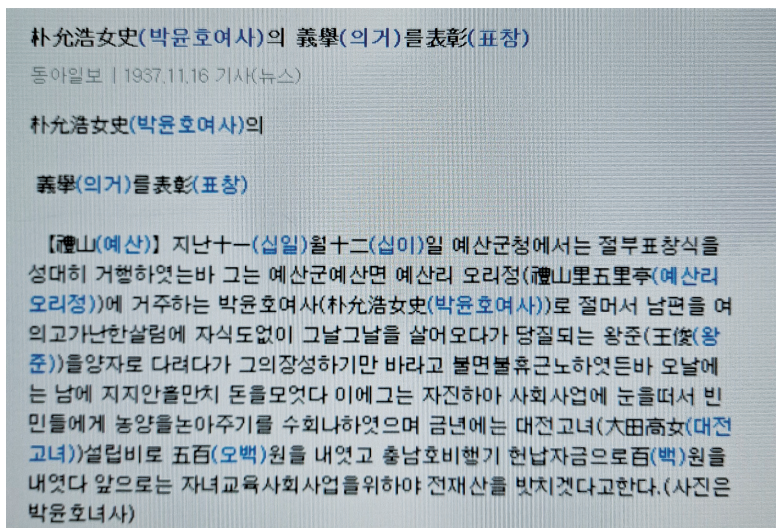 朴允浩女史(박윤호여사)의 義擧(의거)를表彰(표창)
동아일보 | 1937.11.16 기사(뉴스)
朴允浩女史(박윤호여사)의
義擧(의거)를表彰(표창)
【禮山(예산)】 지난十一(십일)월十二(십이)일 예산군청에서는 절부표창식을
성대히 거행하엿는바 그는 예산군예산면 예산리 오리정(禮山里五里亭(예산리
오리정))에 거주하는 박윤호여사(朴允浩女史(박윤호여사))로 절머서 남편을 여
의고가난한살림에 자식도없이 그날그날을 살어오다가 당질되는 왕준(王俊(왕
준))을양자로 다려다가 그의장성하기만 바라고 불면불휴근노하엿든바 오날에
는 남에 지지안흘만치 돈을모엇다 이에그는 자진하야 사회사업에 눈을떠서 빈
민들에게 농양을논아주기를 수회나하엿으며 금년에는 대전고녀(大田高女(대전
고녀))설립비로 五百(오백)원을 내엿고 충남호비행기 헌납자금으로百(백)원을
내엿다 앞으로는 자녀교육사회사업을위하야 전재산을 밧치겟다고한다.(사진은
박윤호녀사)